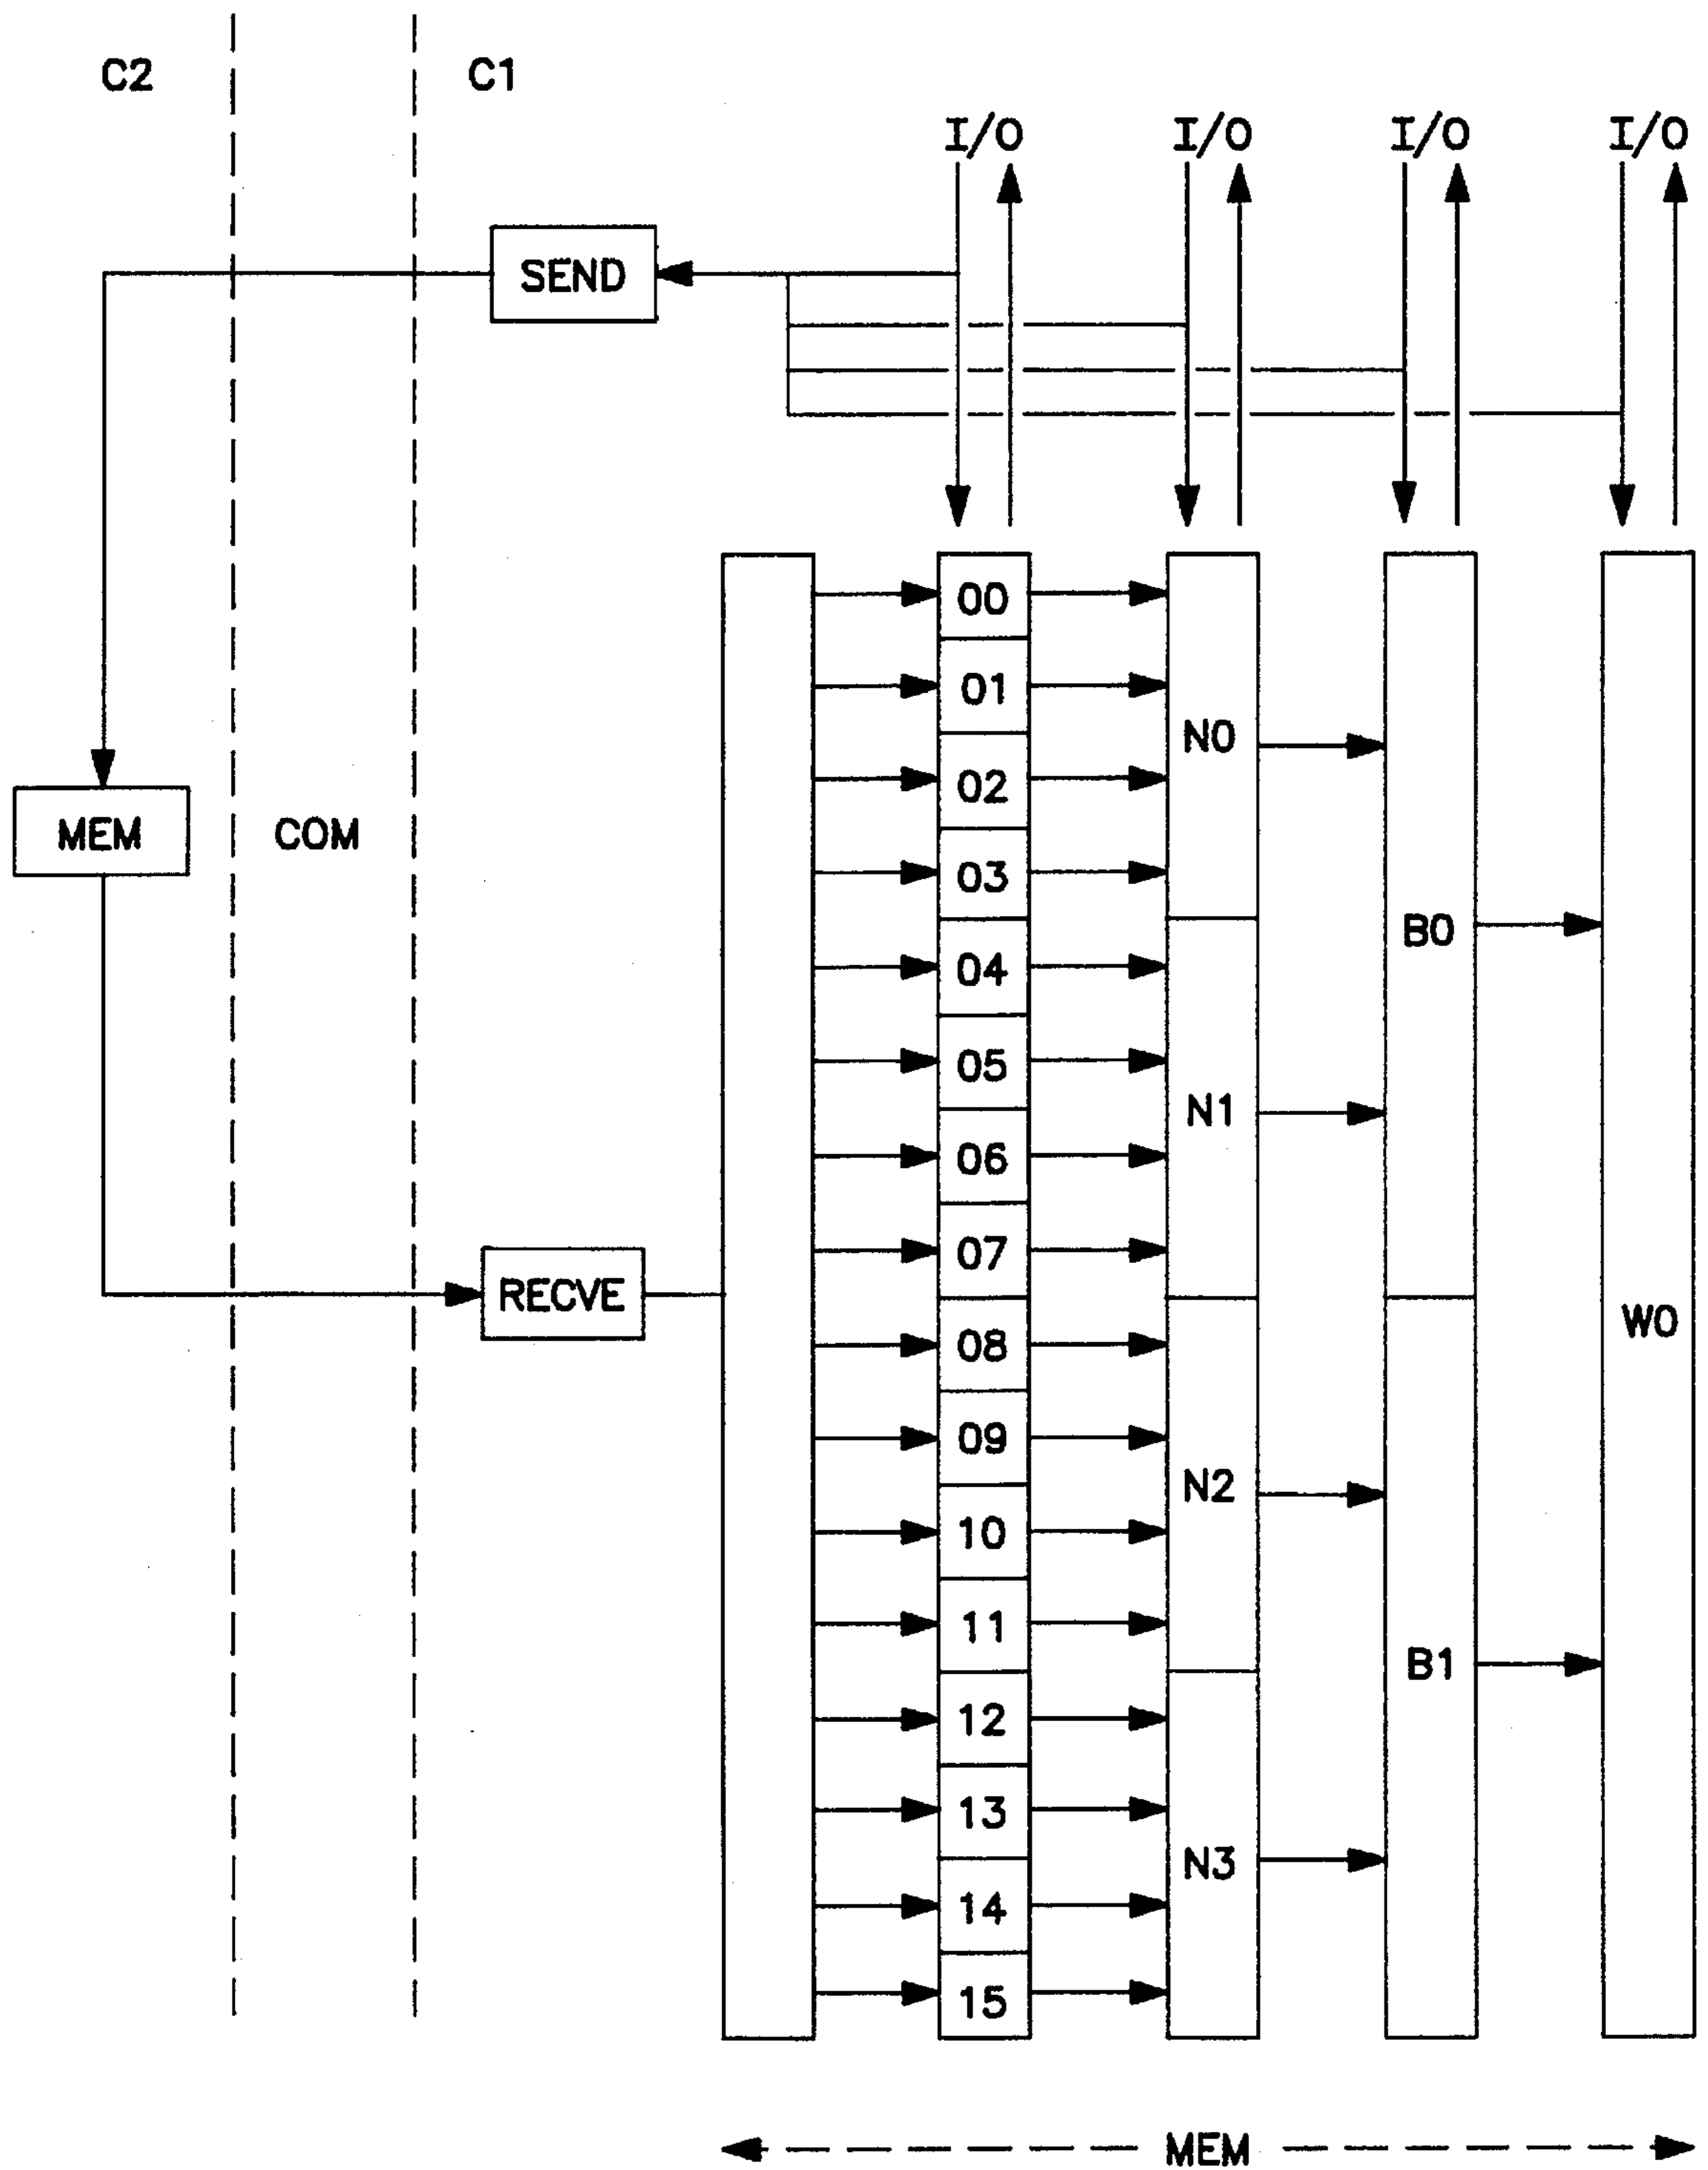 C2 C1
I/O I/O I/O I/O
SEND
00
01
N0
02
MEM COM
03
B0
04
05
N1
06
07
RECVE
08
W0
09
N2
10
11
B1
12
13
N3
14
15
MEM